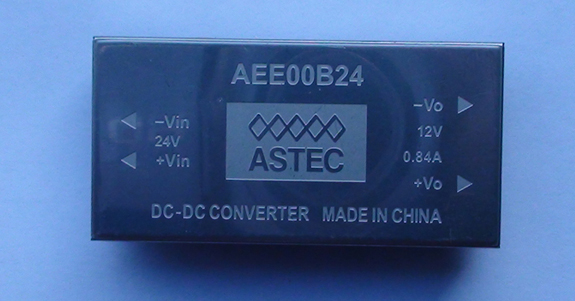 AEE00B24
-Vin
24V
+Vin
ASTEC
-Vo
12V
0.84A
+Vo
DC-DC CONVERTER MADE IN CHINA